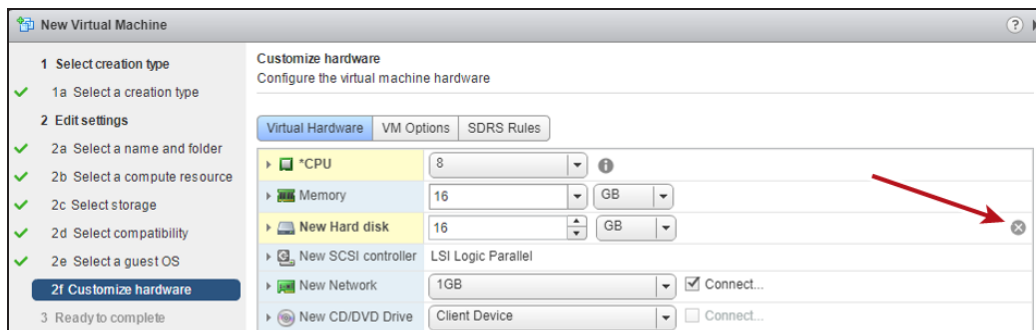 New Virtual Machine
?
1 Select creation type
1a Select a creation type
2 Edit settings
2a Select a name and folder
2b Select a compute resource
2c Select storage
2d Select compatibility
2e Select a guest OS
2f Customize hardware
3 Ready to complete
Customize hardware
Configure the virtual machine hardware
Virtual Hardware VM Options SDRS Rules
*CPU 8
Memory 16 GB
New Hard disk 16 GB
New SCSI controller LSI Logic Parallel
New Network 1GB Connect...
New CD/DVD Drive Client Device Connect...